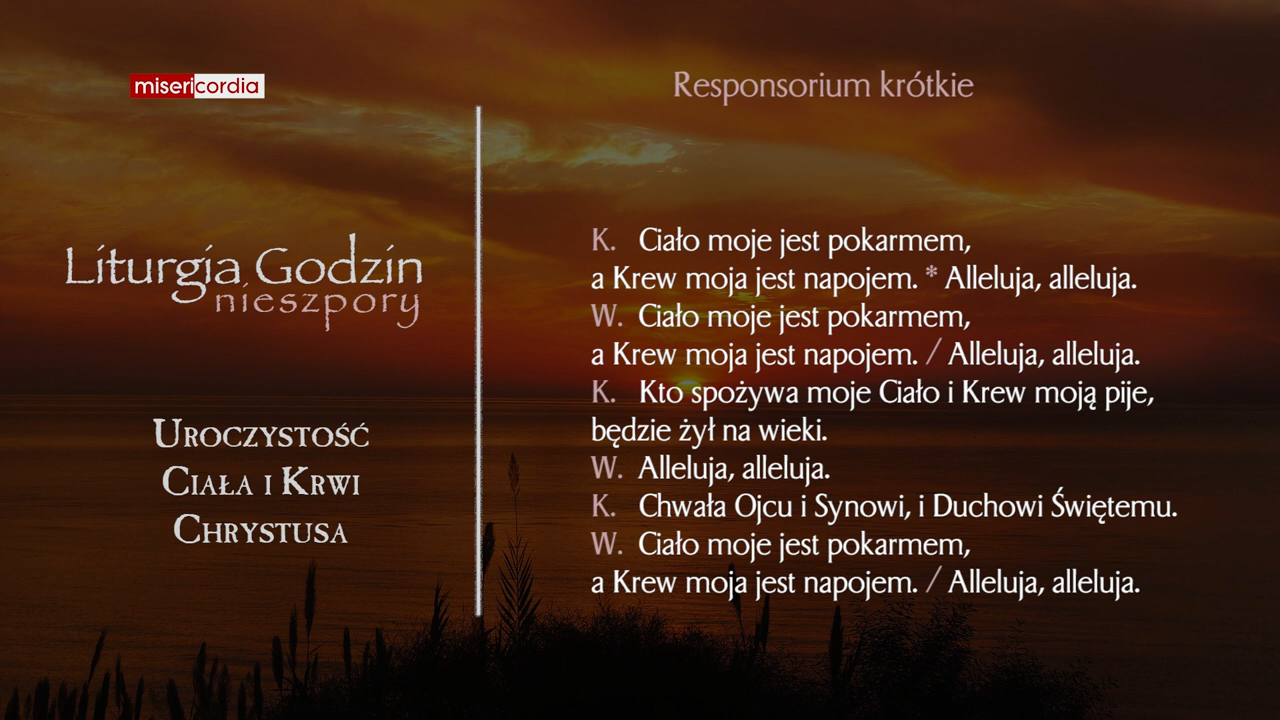 misericordia
Liturgia Godzin
nieszpory
Uroczystość
Ciała i Krwi
Chrystusa
Responsorium krótkie
K. Ciało moje jest pokarmem,
a Krew moja jest napojem. * Alleluja, alleluja.
W. Ciało moje jest pokarmem,
a Krew moja jest napojem. / Alleluja, alleluja.
K. Kto spożywa moje Ciało i Krew moją pije,
będzie żył na wieki.
W. Alleluja, alleluja.
K. Chwała Ojcu i Synowi, i Duchowi Świętemu.
W. Ciało moje jest pokarmem,
a Krew moja jest napojem. / Alleluja, alleluja.